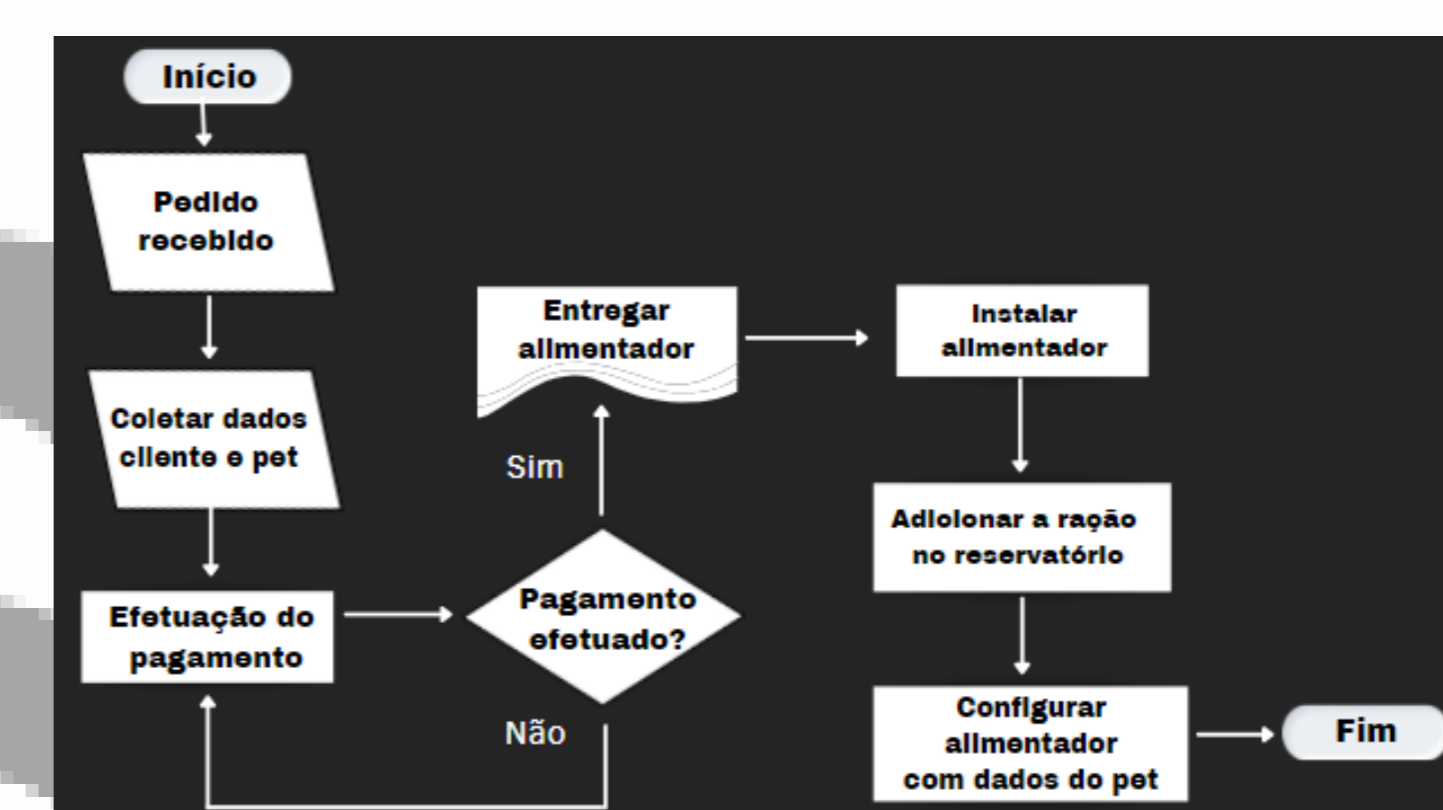 Início
Pedido
recebido
Coletar dados
cliente e pet
Efetuação do
pagamento
Pagamento
efetuado?
Sim
Não
Entregar
alimentador
Instalar
alimentador
Adicionar a ração
no reservatório
Configurar
alimentador
com dados do pet
Fim